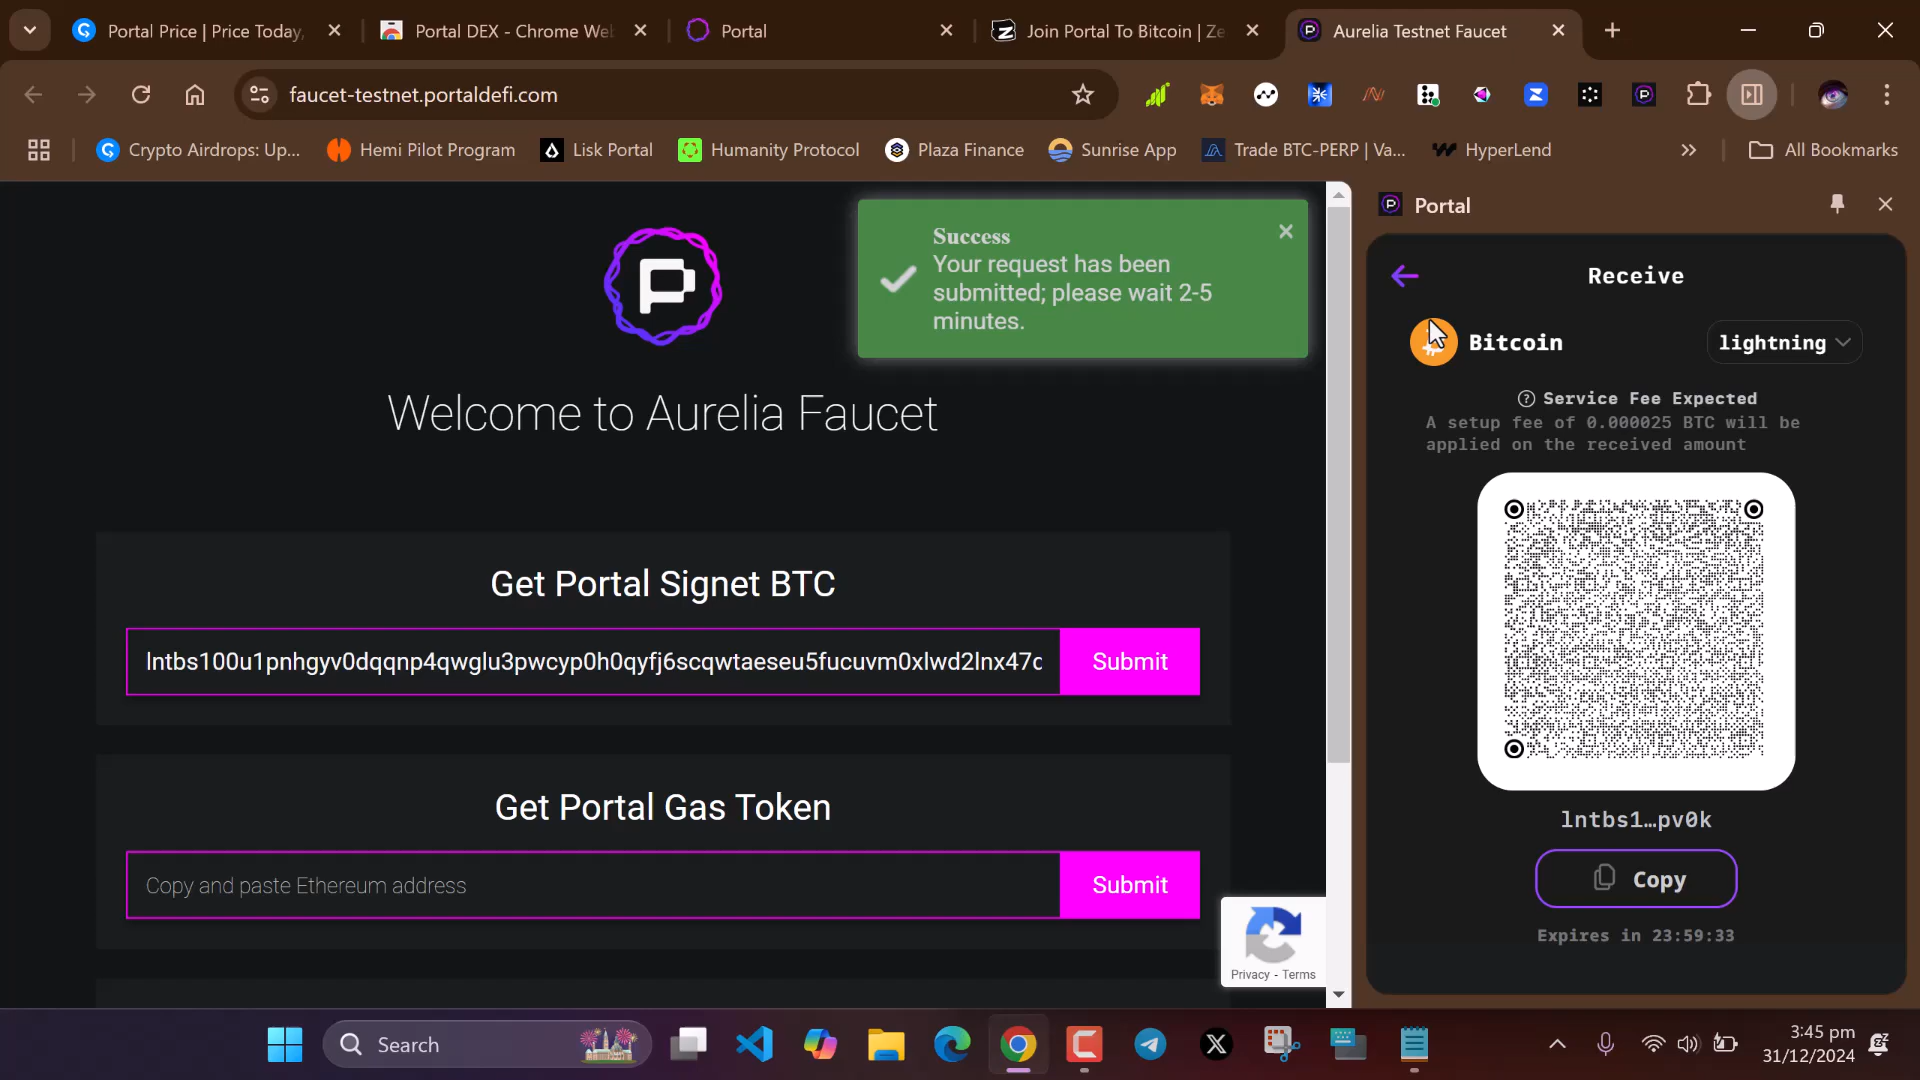 Portal Price | Price Today,
Portal DEX - Chrome We
Portal
Join Portal To Bitcoin | Ze
Aurelia Testnet Faucet
faucet-testnet.portaldefi.com
Crypto Airdrops: Up...
Hemi Pilot Program
Lisk Portal
Humanity Protocol
Plaza Finance
Sunrise App
Trade BTC-PERP | Va...
HyperLend
All Bookmarks
Success
Your request has been
submitted; please wait 2-5
minutes.
Welcome to Aurelia Faucet
Get Portal Signet BTC
lntbs100u1pnhgyv0dqqnp4qwglu3pwcyp0h0qyfj6scqwtaeseu5fucuvm0xlwd2lnx47c
Submit
Get Portal Gas Token
Copy and paste Ethereum address
Submit
Privacy - Terms
Portal
Receive
Bitcoin
lightning
Service Fee Expected
A setup fee of 0.000025 BTC will be
applied on the received amount
lntbs1…pv0k
Copy
Expires in 23:59:33
Search
3:45 pm
31/12/2024